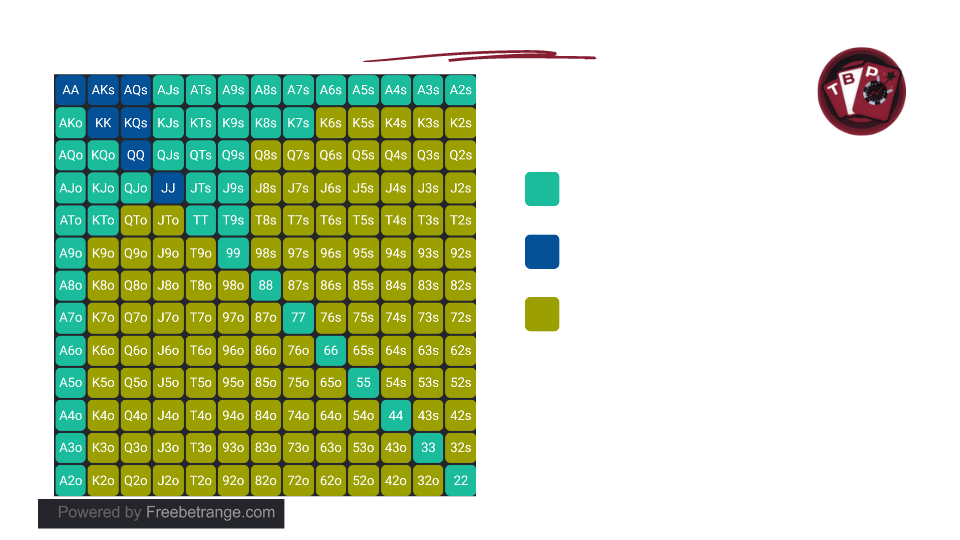 T B P
AA AKs AQs AJs ATs A9s A8s A7s A6s A5s A4s A3s A2s
AKo KK KQs KJs KTs K9s K8s K7s K6s K5s K4s K3s K2s
AQo KQo QQ QJs QTs Q9s Q8s Q7s Q6s Q5s Q4s Q3s Q2s
AJo KJo QJo JJ JTs J9s J8s J7s J6s J5s J4s J3s J2s
ATo KTo QTo JTo TT T9s T8s T7s T6s T5s T4s T3s T2s
A9o K9o Q9o J9o T9o 99 98s 97s 96s 95s 94s 93s 92s
A8o K8o Q8o J8o T8o 98o 88 87s 86s 85s 84s 83s 82s
A7o K7o Q7o J7o T7o 97o 87o 77 76s 75s 74s 73s 72s
A6o K6o Q6o J6o T6o 96o 86o 76o 66 65s 64s 63s 62s
A5o K5o Q5o J5o T5o 95o 85o 75o 65o 55 54s 53s 52s
A4o K4o Q4o J4o T4o 94o 84o 74o 64o 54o 44 43s 42s
A3o K3o Q3o J3o T3o 93o 83o 73o 63o 53o 43o 33 32s
A2o K2o Q2o J2o T2o 92o 82o 72o 62o 52o 42o 32o 22
Powered by Freebetrange.com